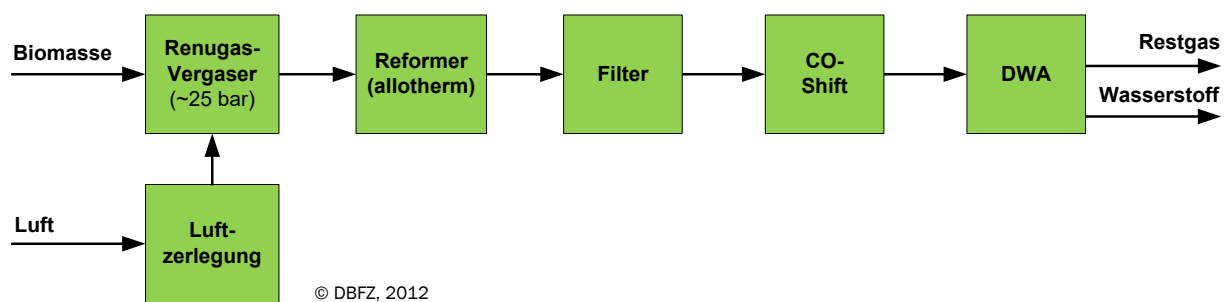 Biomasse
Renugas-
Vergaser
(~25 bar)
Reformer
(allotherm)
Filter
CO-
Shift
DWA
Restgas
Wasserstoff
Luft
Luft-
zerlegung
© DBFZ, 2012